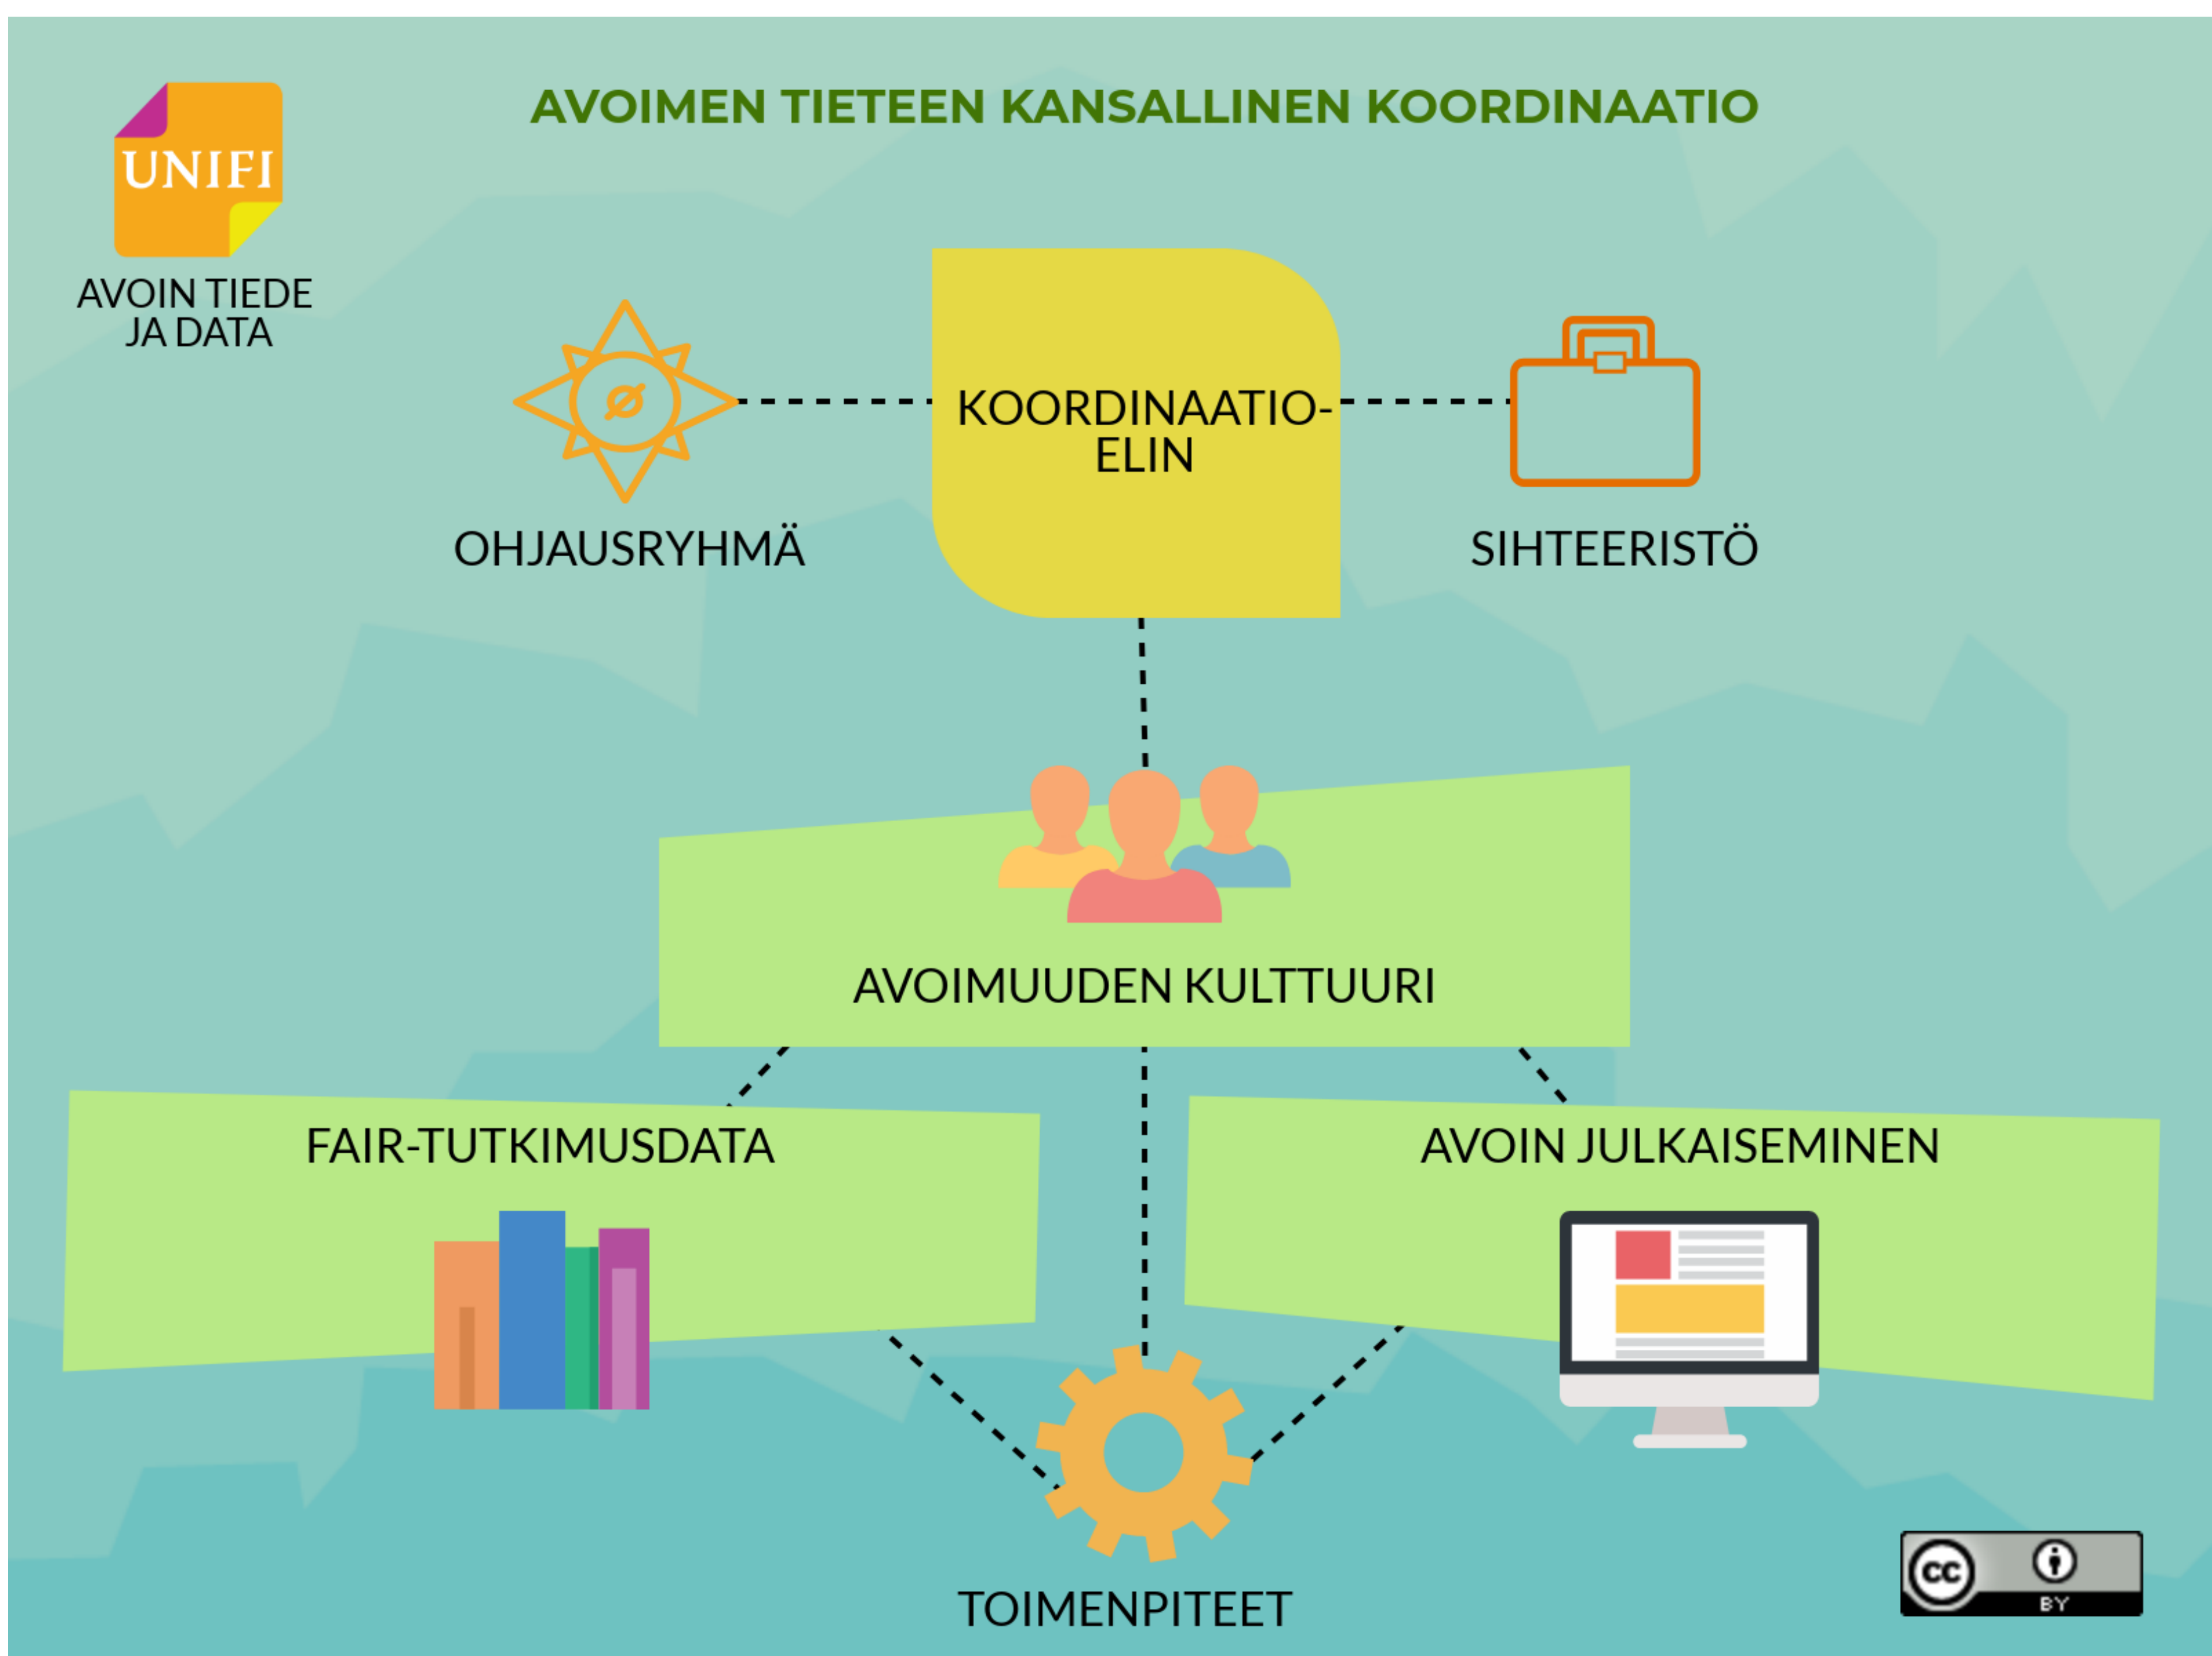 AVOIMEN TIETEEN KANSALLINEN KOORDINAATIO
UNIFI
AVOIN TIEDE
JA DATA
KOORDINAATIO-
ELIN
OHJAUSRYHMÄ
SIHTEERISTÖ
AVOIMUUDEN KULTTUURI
FAIR-TUTKIMUSDATA
AVOIN JULKAISEMINEN
TOIMENPITEET
cc
BY